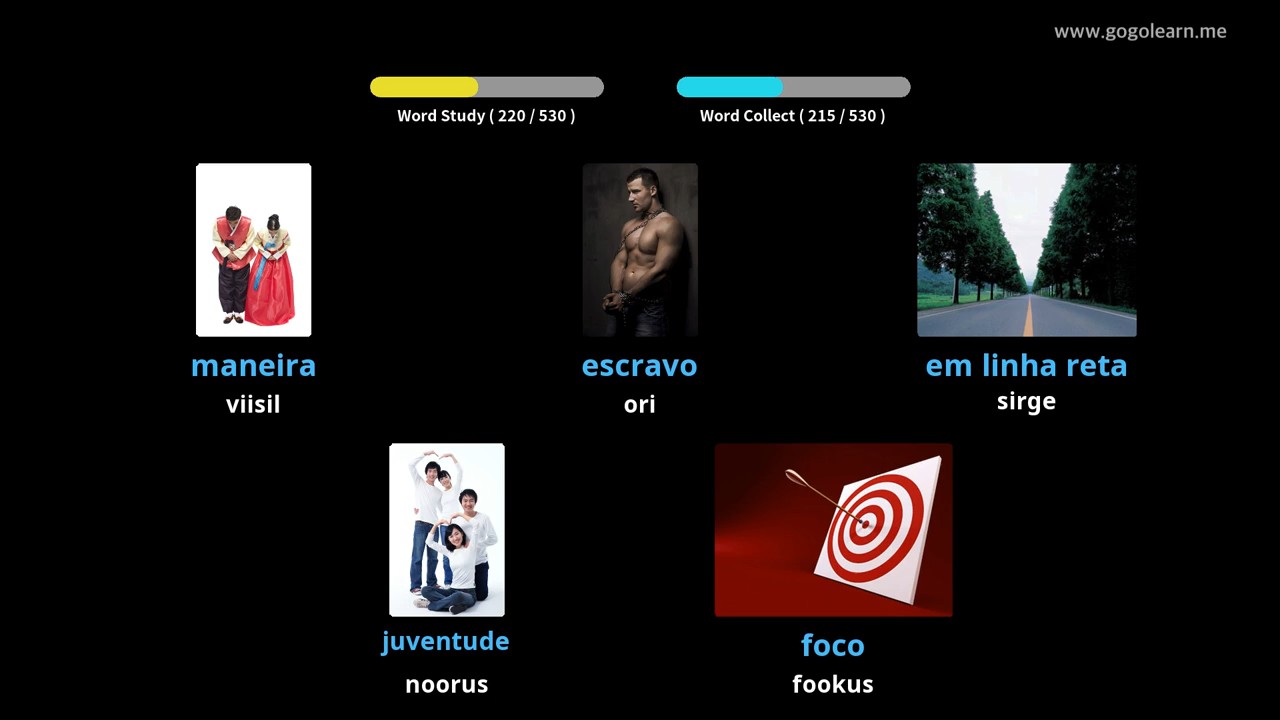 www.gogolearn.me
Word Study ( 220 / 530 )
Word Collect ( 215 / 530 )
maneira
viisil
escravo
ori
em linha reta
sirge
juventude
noorus
foco
fookus